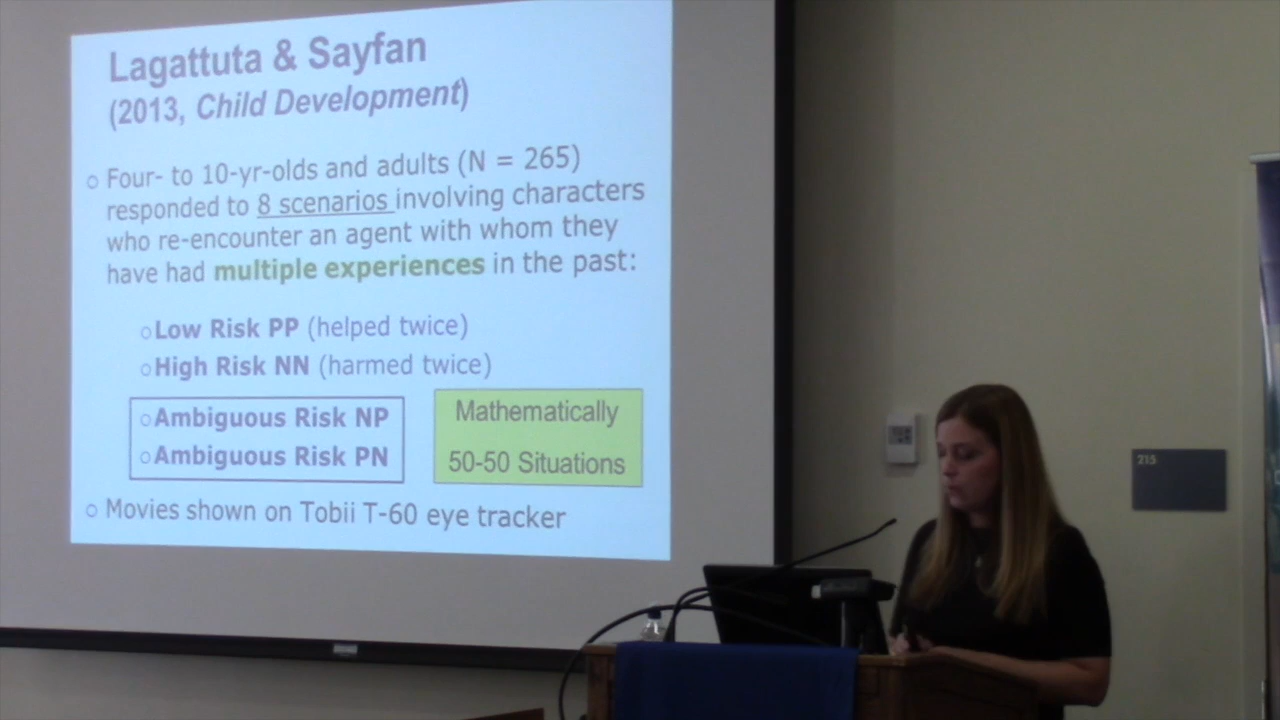 Lagattuta & Sayfan
(2013, Child Development)
○ Four- to 10-yr-olds and adults (N = 265)
responded to 8 scenarios involving characters
who re-encounter an agent with whom they
have had multiple experiences in the past:
○ Low Risk PP (helped twice)
○ High Risk NN (harmed twice)
○ Ambiguous Risk NP
○ Ambiguous Risk PN
Mathematically
50-50 Situations
○ Movies shown on Tobii T-60 eye tracker
215